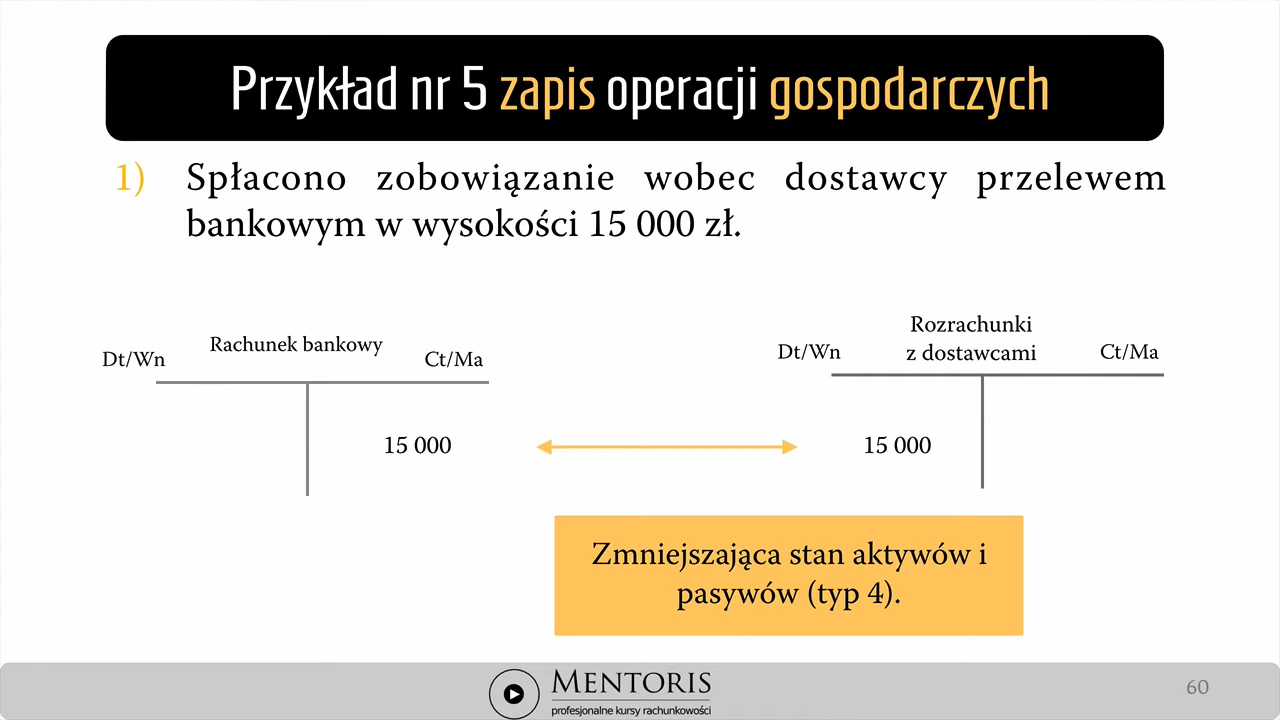 Przykład nr 5 zapis operacji gospodarczych
1) Spłacono zobowiązanie wobec dostawcy przelewem
bankowym w wysokości 15 000 zł.
Dt/Wn Rachunek bankowy Ct/Ma
15 000
Rozrachunki
Dt/Wn z dostawcami Ct/Ma
15 000
Zmniejszająca stan aktywów i
pasywów (typ 4).
MENTORIS
profesjonalne kursy rachunkowości
60